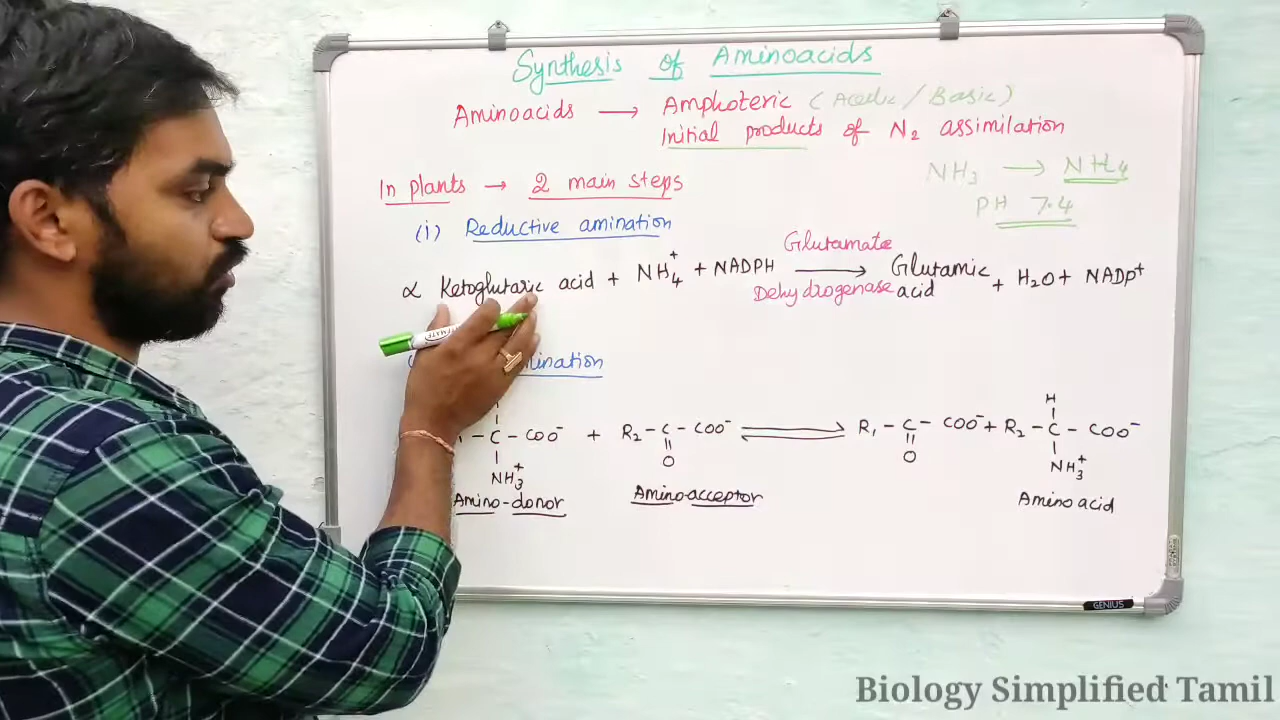 Synthesis of Aminoacids
Aminoacids → Amphoteric (Acidic / Basic)
Initial products of N2 assimilation
NH3 → NH4
PH 7.4
In plants → 2 main steps
(i) Reductive amination
α Ketoglutaric acid + NH4+ + NADPH → Glutamic acid + H2O + NADP+
Glutamate
Dehydrogenase
mination
- C - COO- + R2 - C - COO- ⇌ R1 - C - COO- + R2 - C - COO-
NH3+ O O H NH3+
Amino-donor Amino-acceptor Amino acid
GENIUS
Biology Simplified Tamil